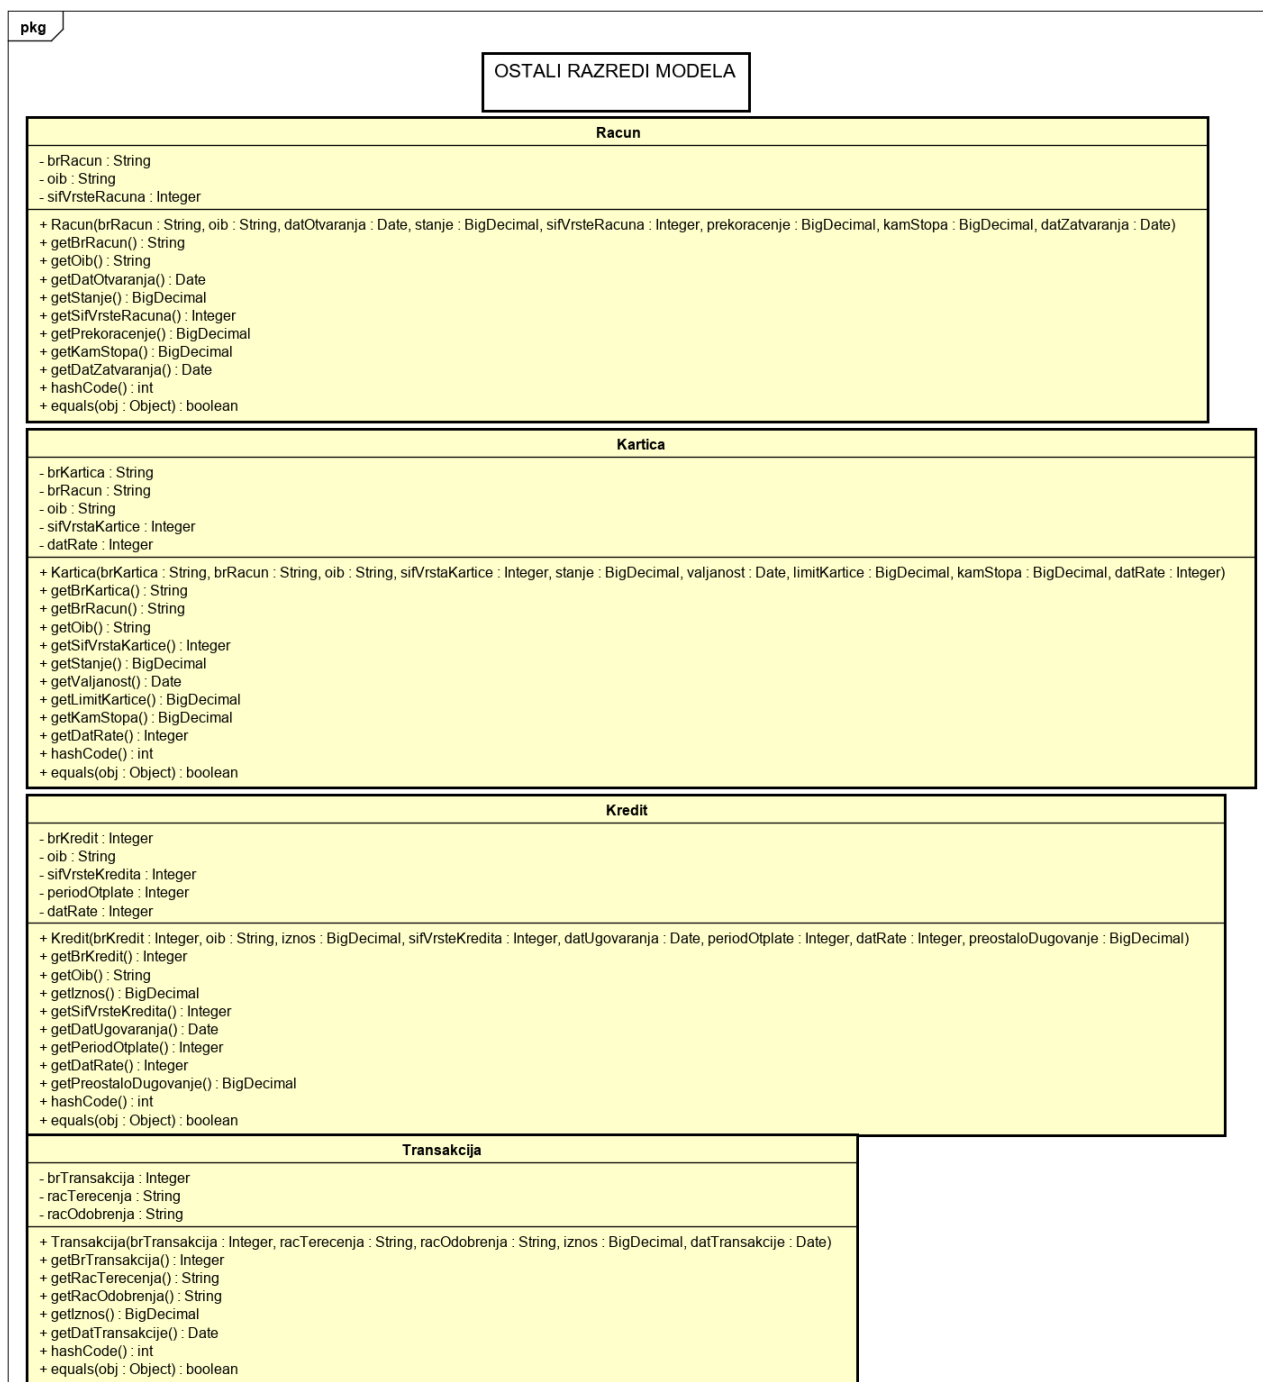 pkg
OSTALI RAZREDI MODELA
Racun
- brRacun : String
- oib : String
- sifVrsteRacuna : Integer
+ Racun(brRacun : String, oib : String, datOtvaranja : Date, stanje : BigDecimal, sifVrsteRacuna : Integer, prekoracenje : BigDecimal, kamStopa : BigDecimal, datZatvaranja : Date)
+ getBrRacun() : String
+ getOib() : String
+ getDatOtvaranja() : Date
+ getStanje() : BigDecimal
+ getSifVrsteRacuna() : Integer
+ getPrekoracenje() : BigDecimal
+ getKamStopa() : BigDecimal
+ getDatZatvaranja() : Date
+ hashCode() : int
+ equals(obj : Object) : boolean
Kartica
- brKartica : String
- brRacun : String
- oib : String
- sifVrstaKartice : Integer
- datRate : Integer
+ Kartica(brKartica : String, brRacun : String, oib : String, sifVrstaKartice : Integer, stanje : BigDecimal, valjanost : Date, limitKartice : BigDecimal, kamStopa : BigDecimal, datRate : Integer)
+ getBrKartica() : String
+ getBrRacun() : String
+ getOib() : String
+ getSifVrstaKartice() : Integer
+ getStanje() : BigDecimal
+ getValjanost() : Date
+ getLimitKartice() : BigDecimal
+ getKamStopa() : BigDecimal
+ getDatRate() : Integer
+ hashCode() : int
+ equals(obj : Object) : boolean
Kredit
- brKredit : Integer
- oib : String
- sifVrsteKredita : Integer
- periodOtplate : Integer
- datRate : Integer
+ Kredit(brKredit : Integer, oib : String, iznos : BigDecimal, sifVrsteKredita : Integer, datUgovaranja : Date, periodOtplate : Integer, datRate : Integer, preostaloDugovanje : BigDecimal)
+ getBrKredit() : Integer
+ getOib() : String
+ getIznos() : BigDecimal
+ getSifVrsteKredita() : Integer
+ getDatUgovaranja() : Date
+ getPeriodOtplate() : Integer
+ getDatRate() : Integer
+ getPreostaloDugovanje() : BigDecimal
+ hashCode() : int
+ equals(obj : Object) : boolean
Transakcija
- brTransakcija : Integer
- racTerecenja : String
- racOdobrenja : String
+ Transakcija(brTransakcija : Integer, racTerecenja : String, racOdobrenja : String, iznos : BigDecimal, datTransakcije : Date)
+ getBrTransakcija() : Integer
+ getRacTerecenja() : String
+ getRacOdobrenja() : String
+ getIznos() : BigDecimal
+ getDatTransakcije() : Date
+ hashCode() : int
+ equals(obj : Object) : boolean